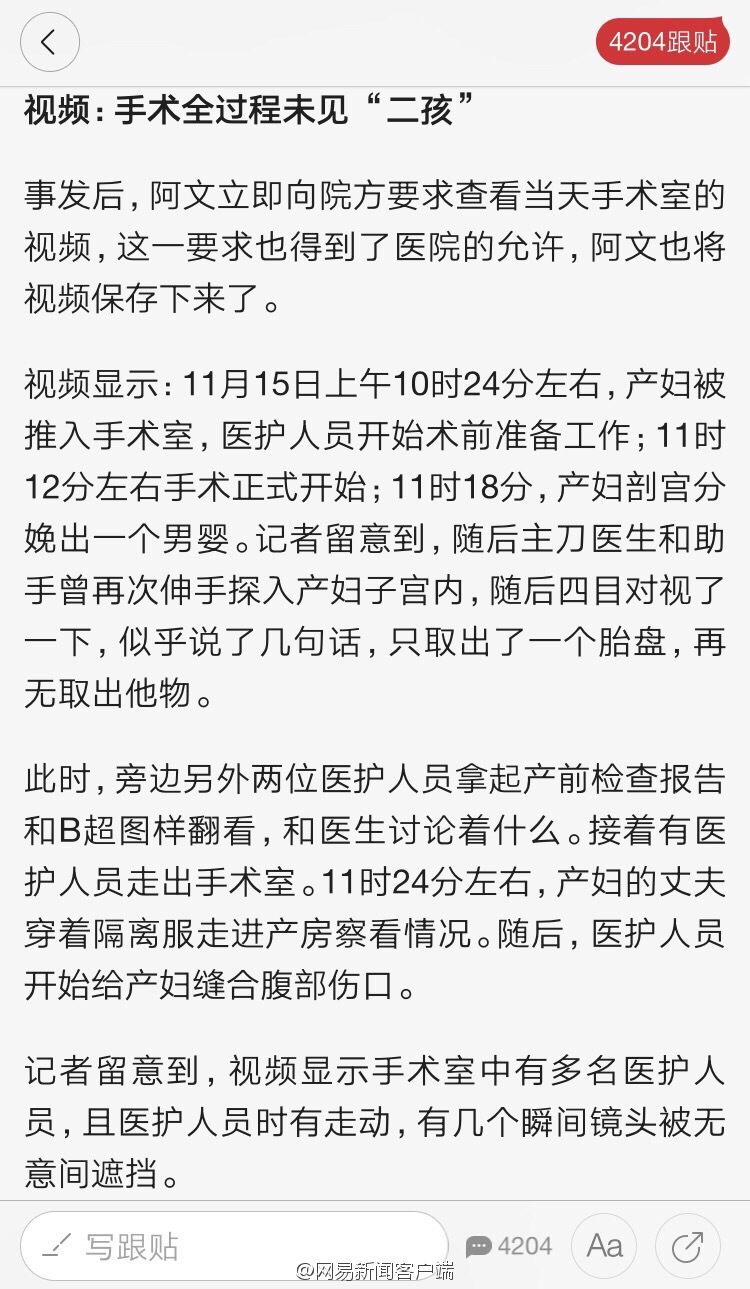 4204跟贴
视频：手术全过程未见“二孩”
事发后，阿文立即向院方要求查看当天手术室的
视频，这一要求也得到了医院的允许，阿文也将
视频保存下来了。
视频显示：11月15日上午10时24分左右，产妇被
推入手术室，医护人员开始术前准备工作；11时
12分左右手术正式开始；11时18分，产妇剖宫分
娩出一个男婴。记者留意到，随后主刀医生和助
手曾再次伸手探入产妇子宫内，随后四目对视了
一下，似乎说了几句话，只取出了一个胎盘，再
无取出他物。
此时，旁边另外两位医护人员拿起产前检查报告
和B超图样翻看，和医生讨论着什么。接着有医
护人员走出手术室。11时24分左右，产妇的丈夫
穿着隔离服走进产房察看情况。随后，医护人员
开始给产妇缝合腹部伤口。
记者留意到，视频显示手术室中有多名医护人
员，且医护人员时有走动，有几个瞬间镜头被无
意间遮挡。
写跟贴 4204 Aa
@网易新闻客户端